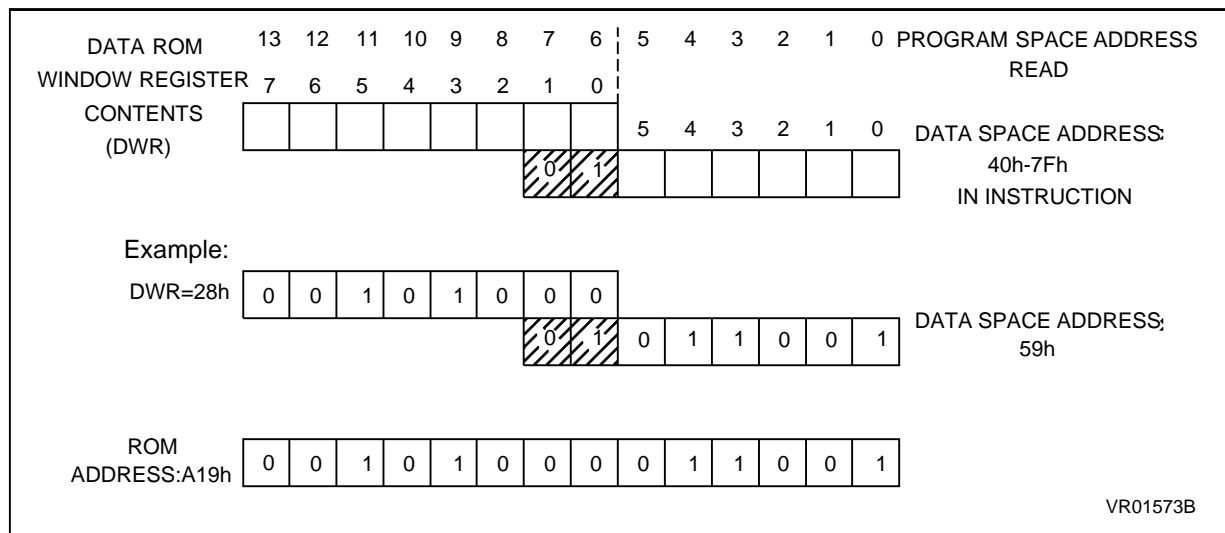 DATA ROM 13 12 11 10 9 8 7 6 5 4 3 2 1 0 PROGRAM SPACE ADDRESS
READ
WINDOW REGISTER 7 6 5 4 3 2 1 0
CONTENTS
(DWR)
5 4 3 2 1 0 DATA SPACE ADDRESS:
0 1 40h-7Fh
IN INSTRUCTION
Example:
DWR=28h 0 0 1 0 1 0 0 0
0 1 0 1 1 0 0 1 DATA SPACE ADDRESS:
59h
ROM
ADDRESS:A19h 0 0 1 0 1 0 0 0 0 1 1 0 0 1
VR01573B